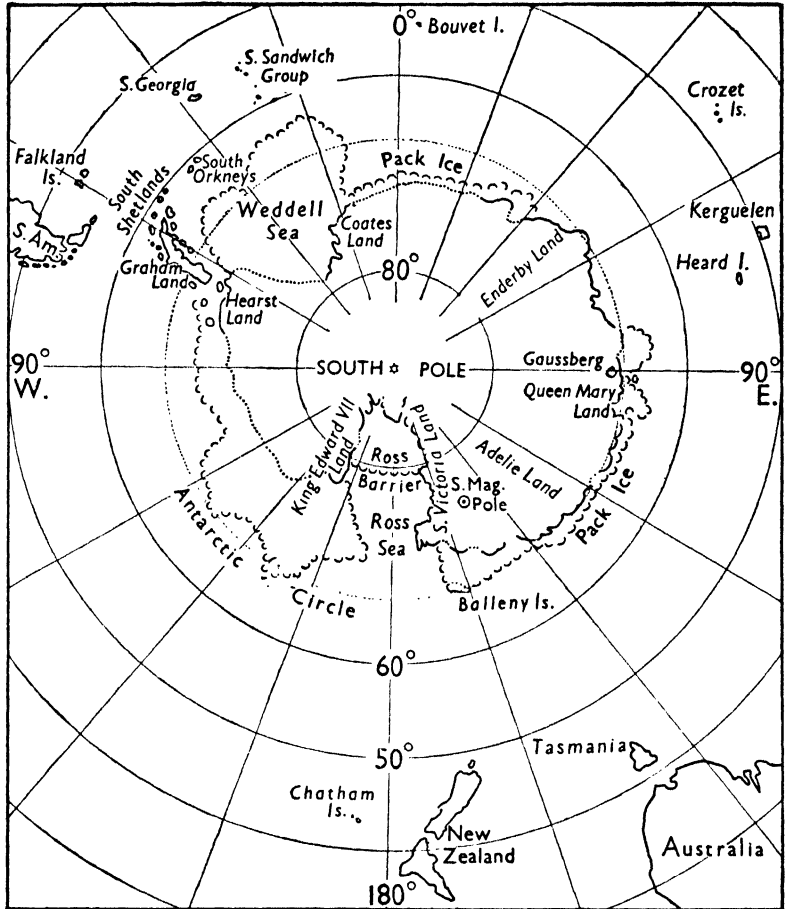 0° Bouvet I.
S. Sandwich
Group
S. Georgia
Crozet
Is.
Falkland
Is.
South
Shetlands
South
Orkneys
Pack Ice
Weddell
Sea
Coates
Land
S. Am.
Kerguelen
Heard I.
Graham
Land
Hearst
Land
80°
Enderby Land
90°
W.
SOUTH POLE
Gaussberg
90°
E.
Queen Mary
Land
King Edward VII
Land
Ross
Barrier
S. Victoria Land
Adelie Land
S. Mag.
Pole
Ross
Sea
Pack Ice
Antarctic
Circle
Balleny Is.
60°
50°
Tasmania
Chatham
Is.
New
Zealand
Australia
180°